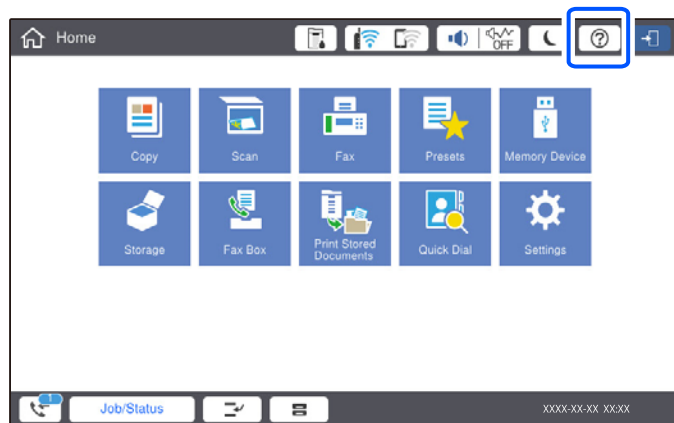 Home
OFF
?
Copy
Scan
Fax
Presets
Memory Device
Storage
Fax Box
Print Stored
Documents
Quick Dial
Settings
1
Job/Status
XXXX-XX-XX XX:XX